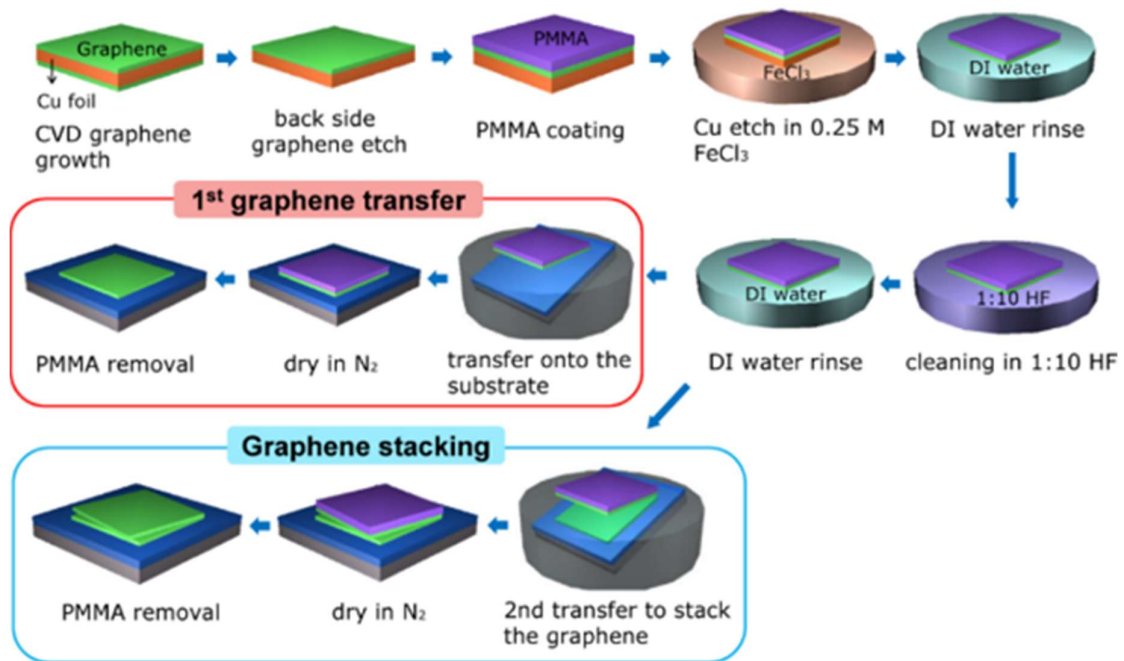 Graphene
Cu foil
CVD graphene
growth
back side
graphene etch
PMMA
PMMA coating
FeCl₃
Cu etch in 0.25 M
FeCl₃
DI water
DI water rinse
1:10 HF
cleaning in 1:10 HF
DI water
DI water rinse
1st graphene transfer
transfer onto the
substrate
dry in N₂
PMMA removal
Graphene stacking
2nd transfer to stack
the graphene
dry in N₂
PMMA removal